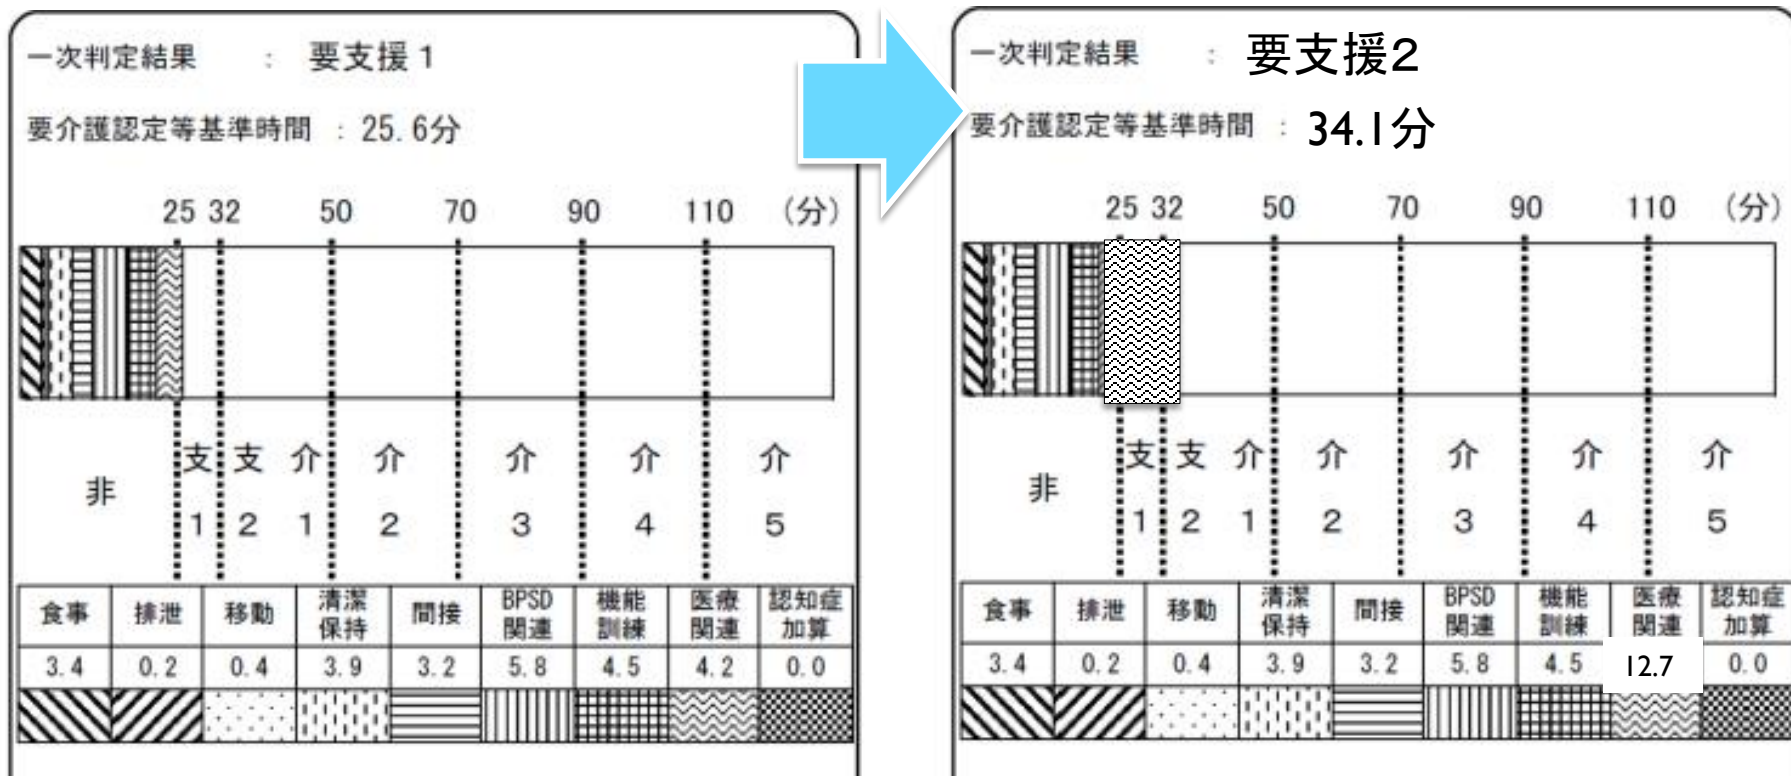 一次判定結果 : 要支援1
要介護認定等基準時間 : 25.6分
25 32 50 70 90 110 (分)
非 支1 支2 介1 介2 介3 介4 介5
食事 排泄 移動 清潔保持 間接 BPSD関連 機能訓練 医療関連 認知症加算
3.4 0.2 0.4 3.9 3.2 5.8 4.5 4.2 0.0
一次判定結果 : 要支援2
要介護認定等基準時間 : 34.1分
25 32 50 70 90 110 (分)
非 支1 支2 介1 介2 介3 介4 介5
食事 排泄 移動 清潔保持 間接 BPSD関連 機能訓練 医療関連 認知症加算
3.4 0.2 0.4 3.9 3.2 5.8 4.5 12.7 0.0